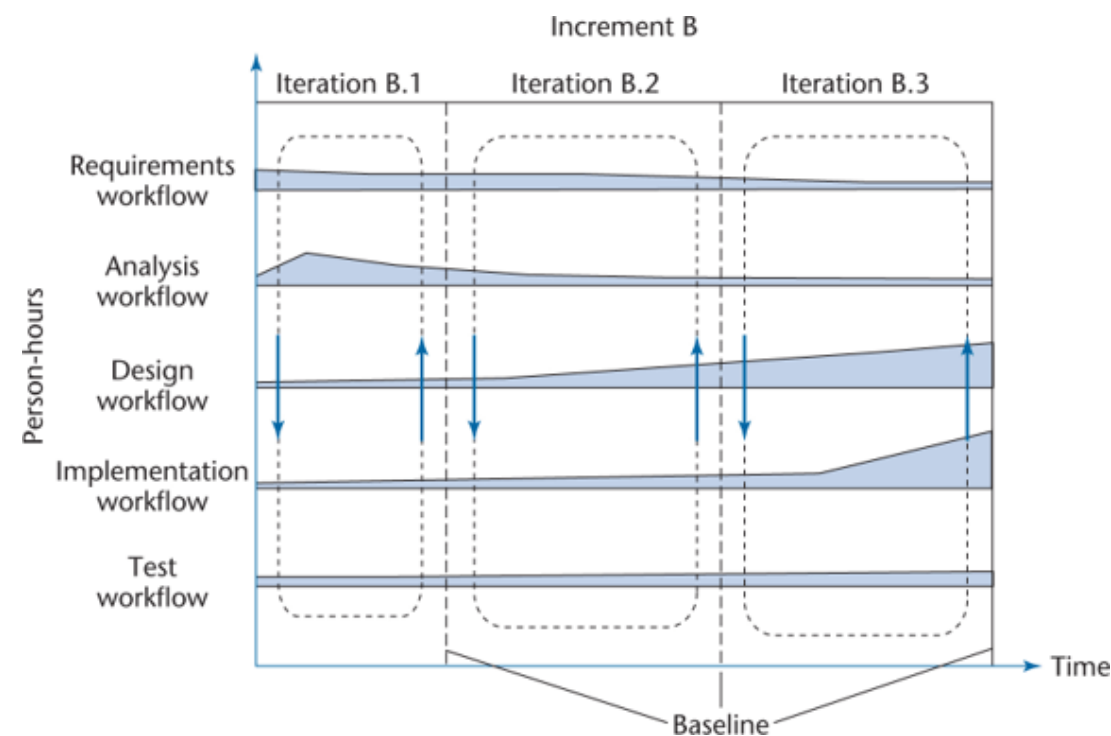 Increment B
Iteration B.1
Iteration B.2
Iteration B.3
Requirements
workflow
Analysis
workflow
Person-hours
Design
workflow
Implementation
workflow
Test
workflow
Time
Baseline